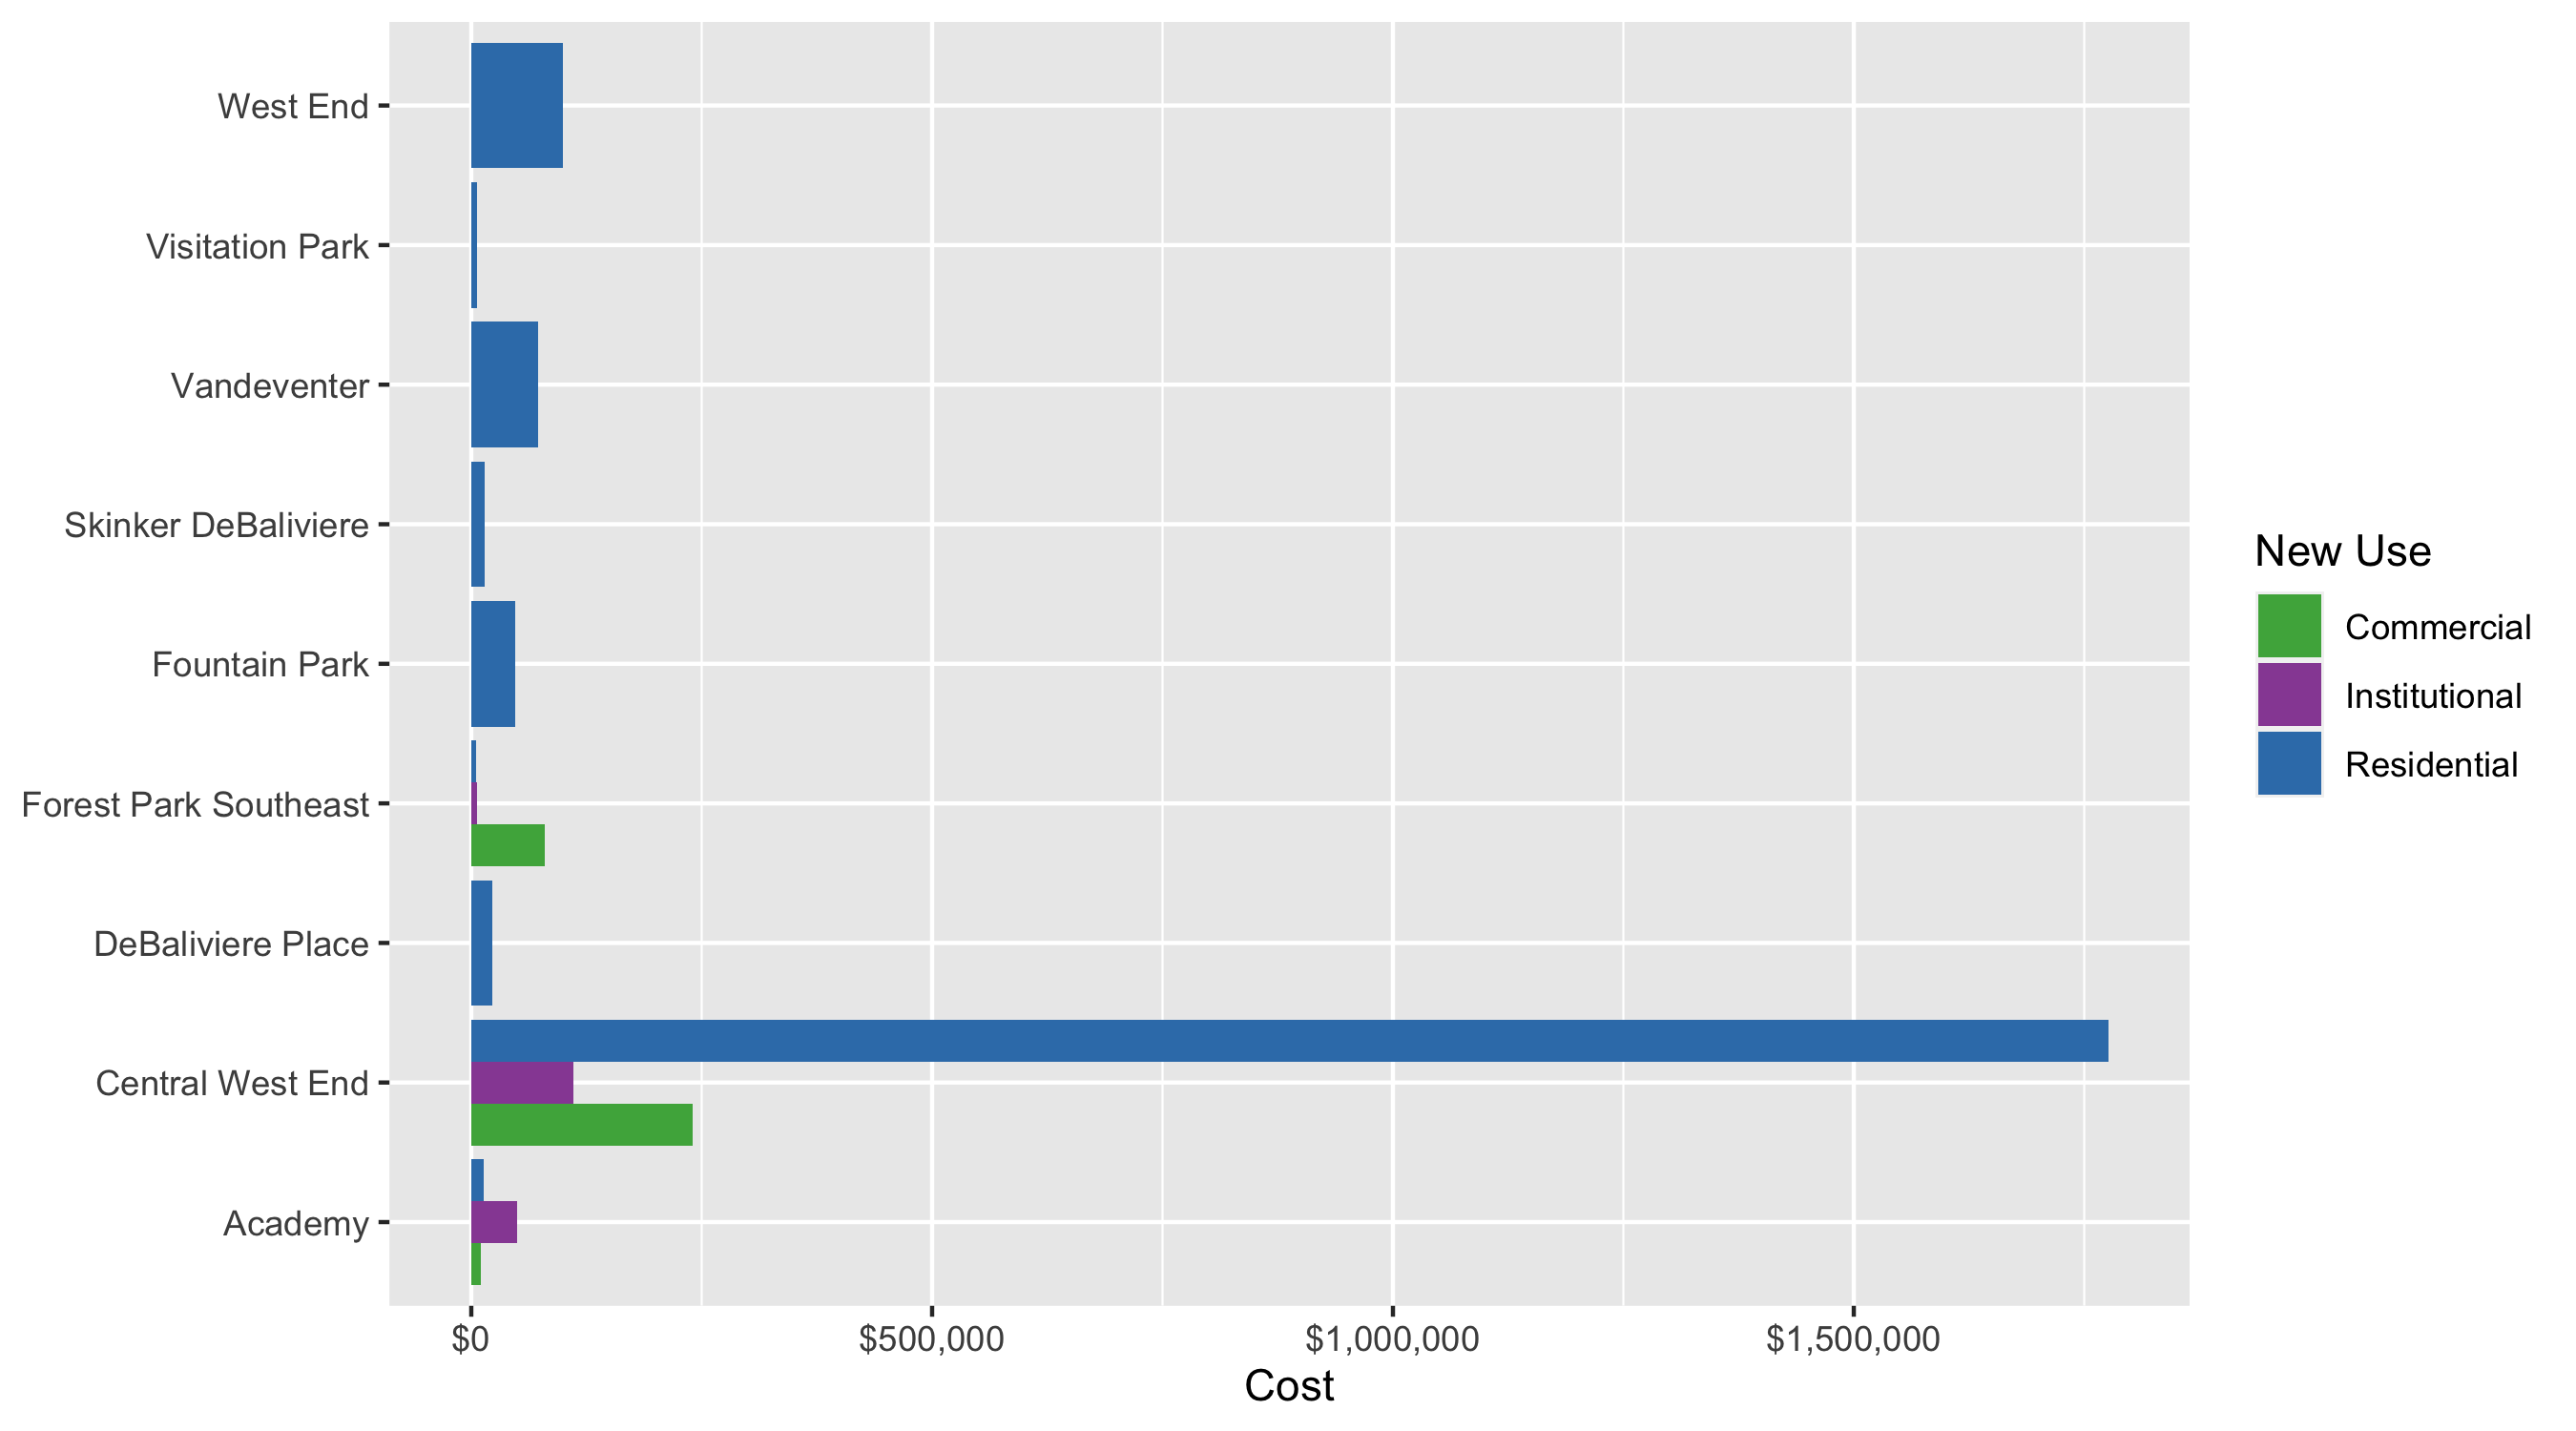 West End
Visitation Park
Vandeventer
Skinker DeBaliviere
Fountain Park
Forest Park Southeast
DeBaliviere Place
Central West End
Academy
$0 $500,000 $1,000,000 $1,500,000
Cost
New Use
Commercial
Institutional
Residential